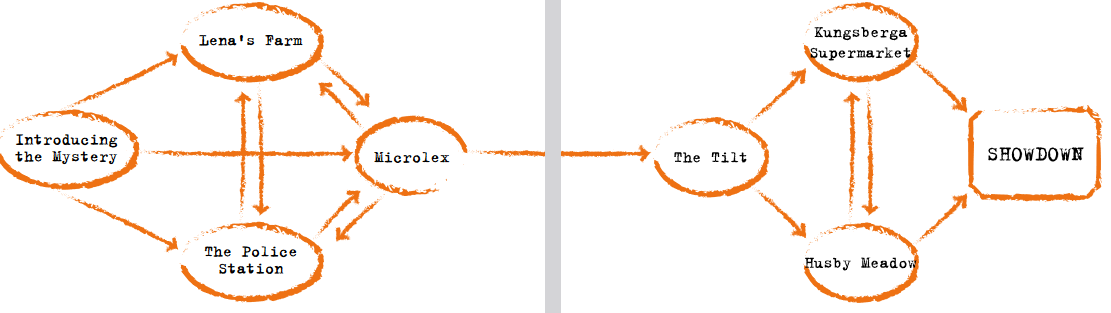 Lena's Farm
Introducing
the Mystery
Microlex
The Police
Station
The Tilt
Kungsberga
Supermarket
Husby Meadow
SHOWDOWN